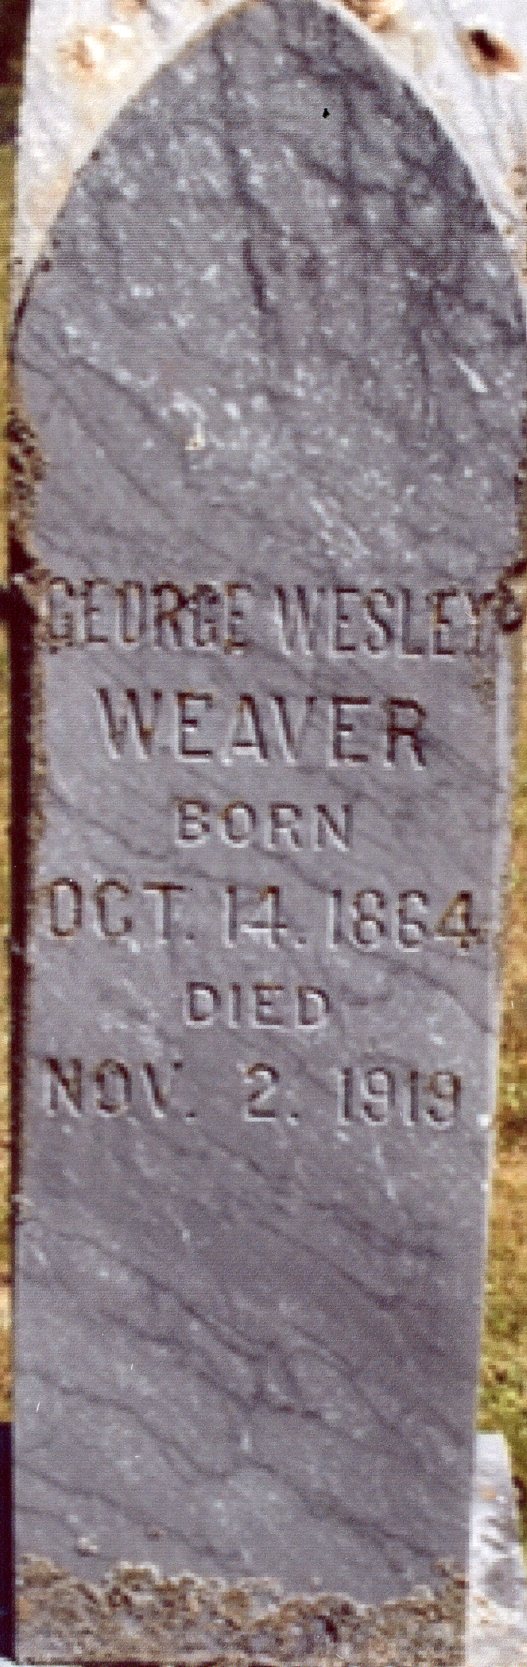 GEORGE WESLEY
WEAVER
BORN
OCT. 14. 1864
DIED
NOV. 2. 1919